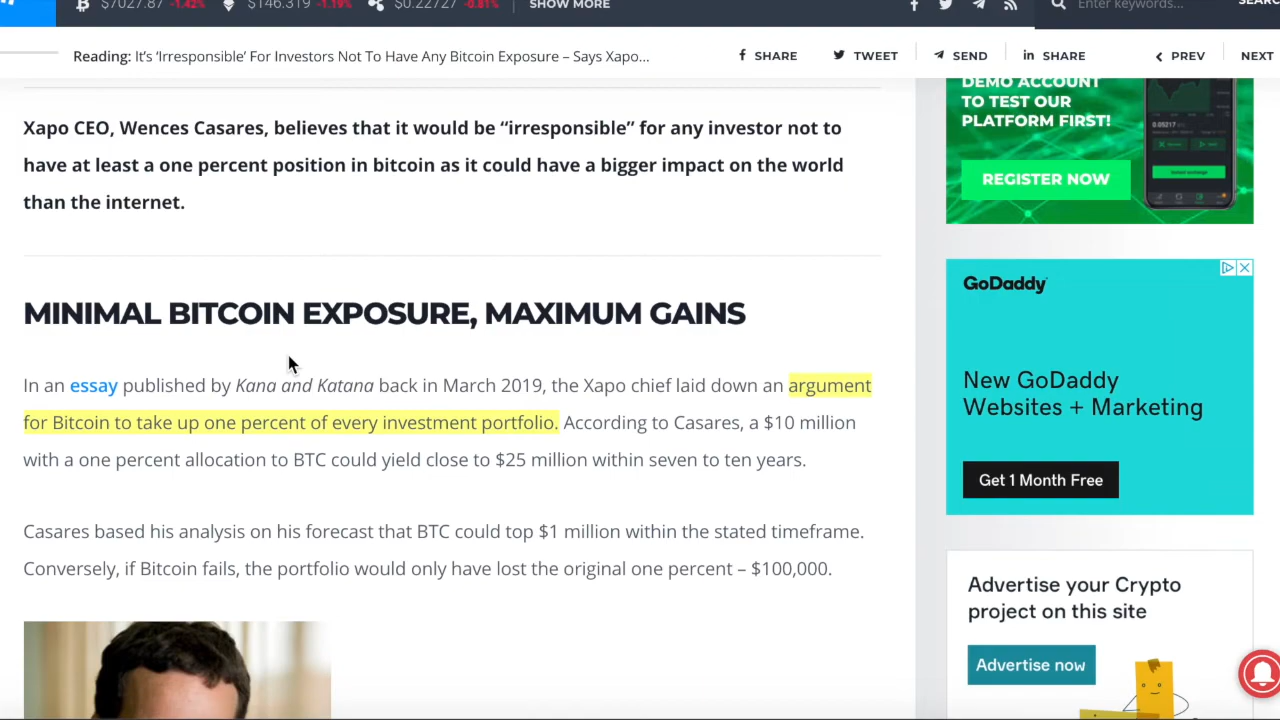 $7027.87 -1.42% $146.319 -1.19% $0.22727 -0.81% SHOW MORE Enter keywords...
Reading: It's 'Irresponsible' For Investors Not To Have Any Bitcoin Exposure – Says Xapo... SHARE TWEET SEND SHARE PREV NEXT
Xapo CEO, Wences Casares, believes that it would be “irresponsible” for any investor not to
have at least a one percent position in bitcoin as it could have a bigger impact on the world
than the internet.
MINIMAL BITCOIN EXPOSURE, MAXIMUM GAINS
In an essay published by Kana and Katana back in March 2019, the Xapo chief laid down an argument
for Bitcoin to take up one percent of every investment portfolio. According to Casares, a $10 million
with a one percent allocation to BTC could yield close to $25 million within seven to ten years.
Casares based his analysis on his forecast that BTC could top $1 million within the stated timeframe.
Conversely, if Bitcoin fails, the portfolio would only have lost the original one percent – $100,000.
DEMO ACCOUNT
TO TEST OUR
PLATFORM FIRST!
REGISTER NOW
0.05217
GoDaddy
New GoDaddy
Websites + Marketing
Get 1 Month Free
Advertise your Crypto
project on this site
Advertise now